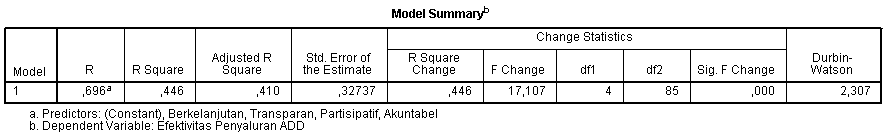 Model Summaryb
Change Statistics
Model R R Square Adjusted R Square Std. Error of the Estimate R Square Change F Change df1 df2 Sig. F Change Durbin-Watson
1 ,696a ,446 ,410 ,32737 ,446 17,107 4 85 ,000 2,307
a. Predictors: (Constant), Berkelanjutan, Transparan, Partisipatif, Akuntabel
b. Dependent Variable: Efektivitas Penyaluran ADD